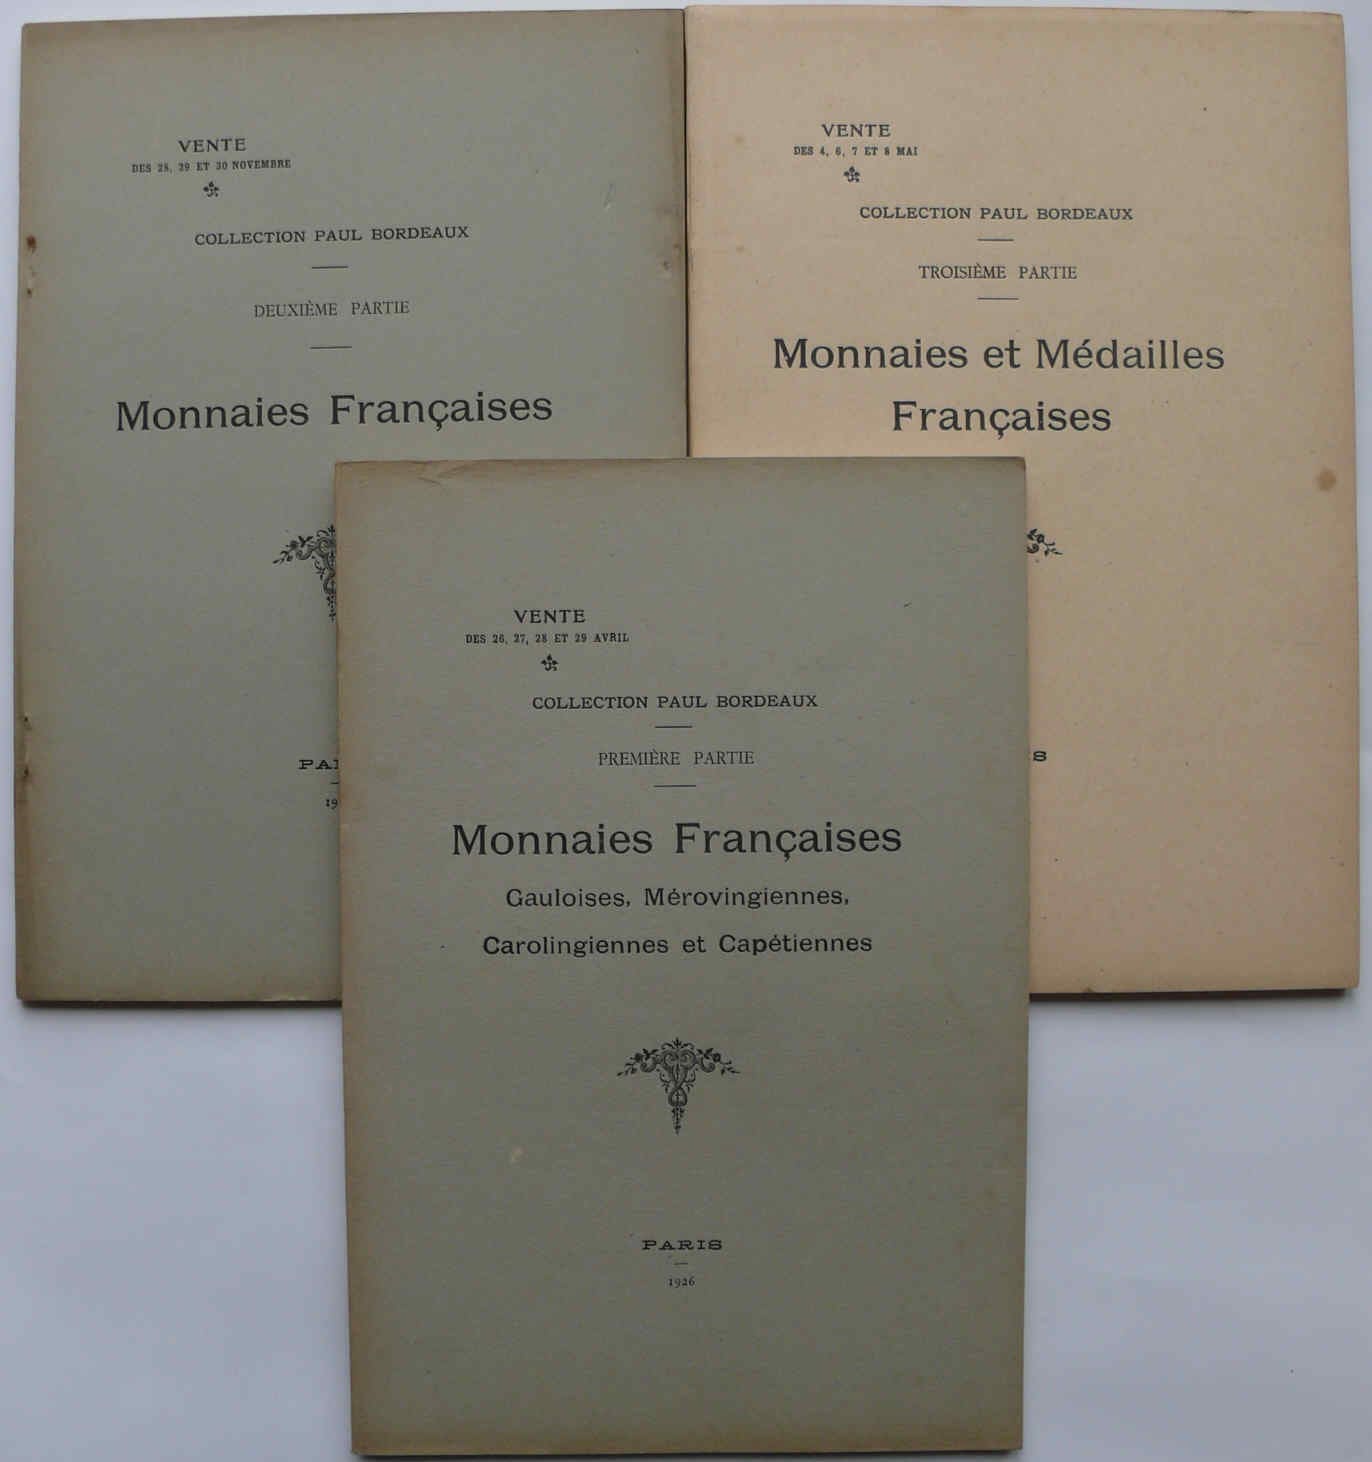 VENTE
DES 28, 29 ET 30 NOVEMBRE
COLLECTION PAUL BORDEAUX
DEUXIÈME PARTIE
Monnaies Françaises
VENTE
DES 4, 6, 7 ET 8 MAI
COLLECTION PAUL BORDEAUX
TROISIÈME PARTIE
Monnaies et Médailles
Françaises
VENTE
DES 26, 27, 28 ET 29 AVRIL
COLLECTION PAUL BORDEAUX
PREMIÈRE PARTIE
Monnaies Françaises
Gauloises, Mérovingiennes,
Carolingiennes et Capétiennes
PARIS
1926